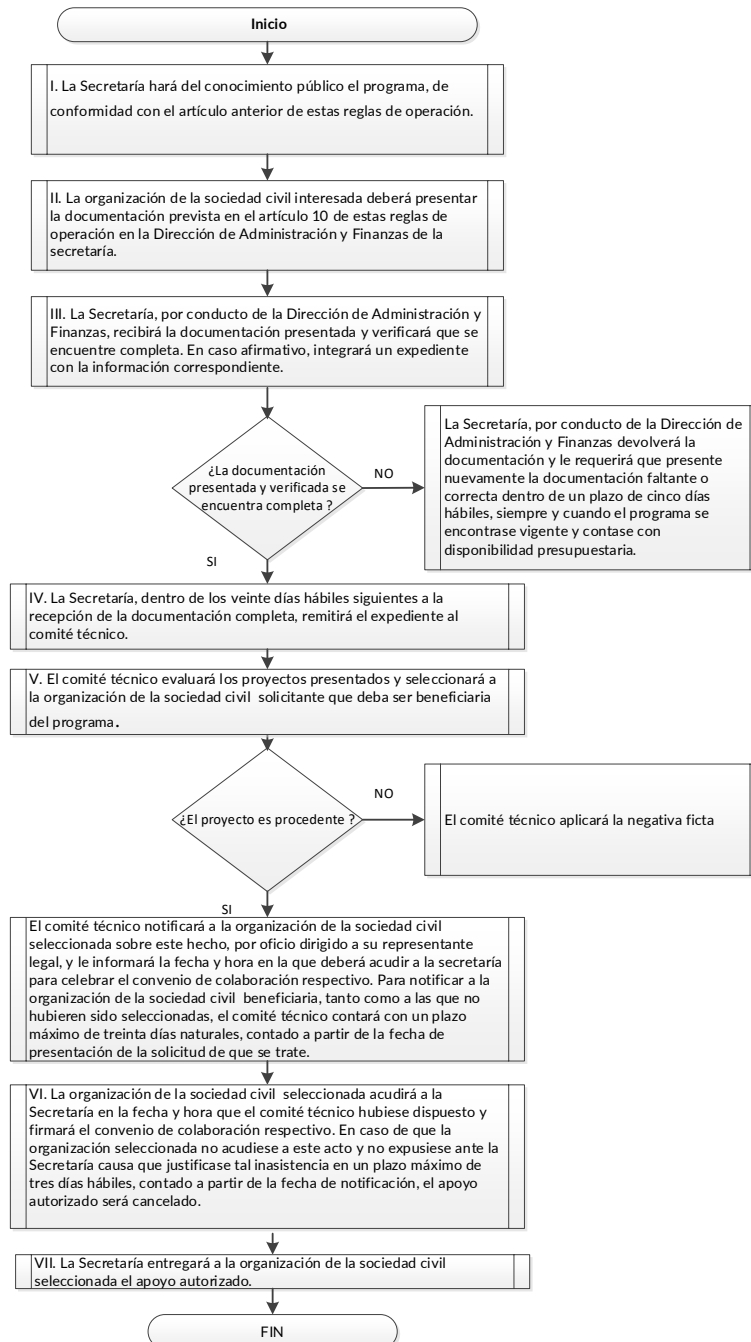 Inicio
I. La Secretaría hará del conocimiento público el programa, de
conformidad con el artículo anterior de estas reglas de operación.
II. La organización de la sociedad civil interesada deberá presentar
la documentación prevista en el artículo 10 de estas reglas de
operación en la Dirección de Administración y Finanzas de la
secretaría.
III. La Secretaría, por conducto de la Dirección de Administración y
Finanzas, recibirá la documentación presentada y verificará que se
encuentre completa. En caso afirmativo, integrará un expediente
con la información correspondiente.
¿La documentación
presentada y verificada se
encuentra completa ?
NO
La Secretaría, por conducto de la Dirección de
Administración y Finanzas devolverá la
documentación y le requerirá que presente
nuevamente la documentación faltante o
correcta dentro de un plazo de cinco días
hábiles, siempre y cuando el programa se
encontrase vigente y contase con
disponibilidad presupuestaria.
SI
IV. La Secretaría, dentro de los veinte días hábiles siguientes a la
recepción de la documentación completa, remitirá el expediente al
comité técnico.
V. El comité técnico evaluará los proyectos presentados y seleccionará a
la organización de la sociedad civil solicitante que deba ser beneficiaria
del programa.
¿El proyecto es procedente ?
NO
El comité técnico aplicará la negativa ficta
SI
El comité técnico notificará a la organización de la sociedad civil
seleccionada sobre este hecho, por oficio dirigido a su representante
legal, y le informará la fecha y hora en la que deberá acudir a la secretaría
para celebrar el convenio de colaboración respectivo. Para notificar a la
organización de la sociedad civil beneficiaria, tanto como a las que no
hubieren sido seleccionadas, el comité técnico contará con un plazo
máximo de treinta días naturales, contado a partir de la fecha de
presentación de la solicitud de que se trate.
VI. La organización de la sociedad civil seleccionada acudirá a la
Secretaría en la fecha y hora que el comité técnico hubiese dispuesto y
firmará el convenio de colaboración respectivo. En caso de que la
organización seleccionada no acudiese a este acto y no expusiese ante la
Secretaría causa que justificase tal inasistencia en un plazo máximo de
tres días hábiles, contado a partir de la fecha de notificación, el apoyo
autorizado será cancelado.
VII. La Secretaría entregará a la organización de la sociedad civil
seleccionada el apoyo autorizado.
FIN